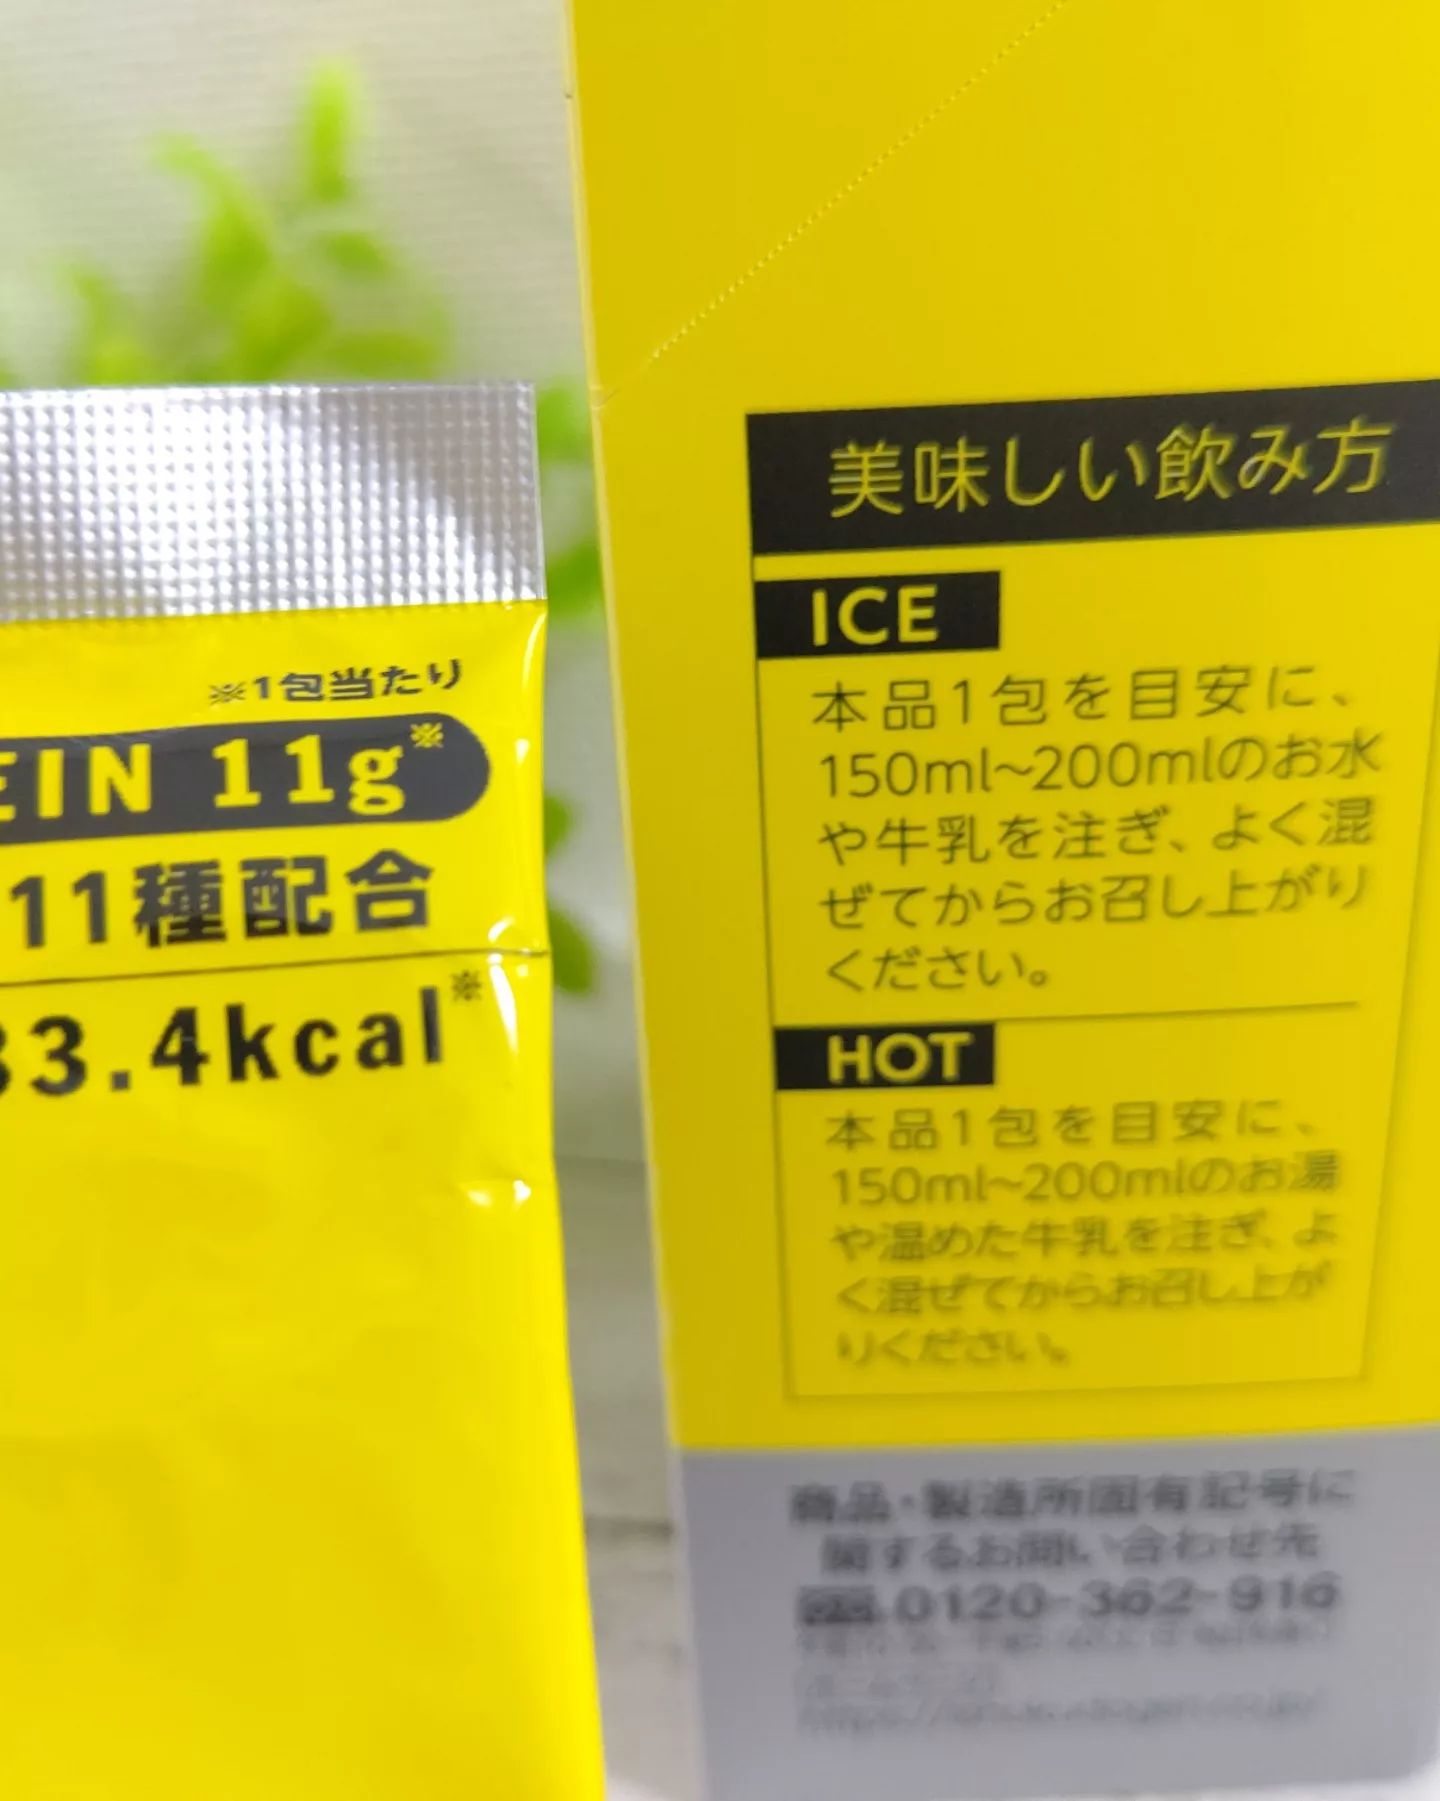 ※1包当たり
EIN 11g※
11種配合
33.4kcal※
美味しい飲み方
ICE
本品1包を目安に、
150ml~200mlのお水
や牛乳を注ぎ、よく混
ぜてからお召し上がり
ください。
HOT
本品1包を目安に、
150ml~200mlのお湯
や温めた牛乳を注ぎ、よ
く混ぜてからお召し上が
りください。
商品・製造所固有記号に
関するお問い合わせ先
0120-362-916